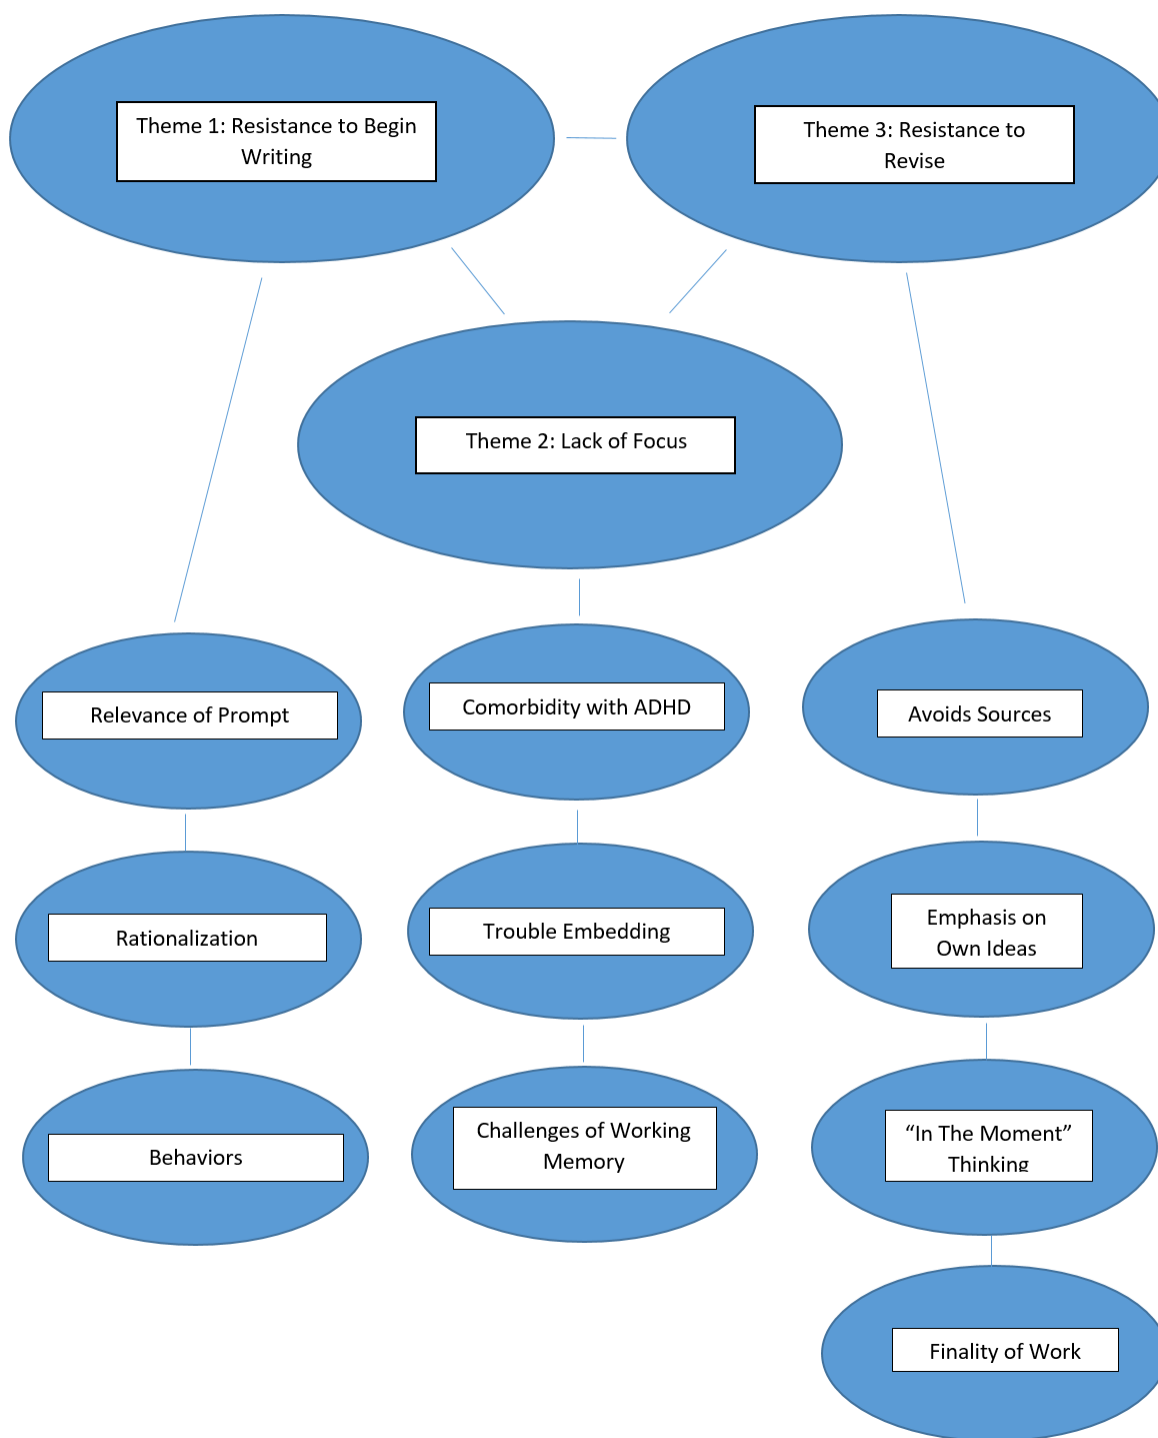 Theme 1: Resistance to Begin
Writing
Theme 3: Resistance to
Revise
Theme 2: Lack of Focus
Relevance of Prompt
Comorbidity with ADHD
Avoids Sources
Rationalization
Trouble Embedding
Emphasis on
Own Ideas
Behaviors
Challenges of Working
Memory
“In The Moment”
Thinking
Finality of Work